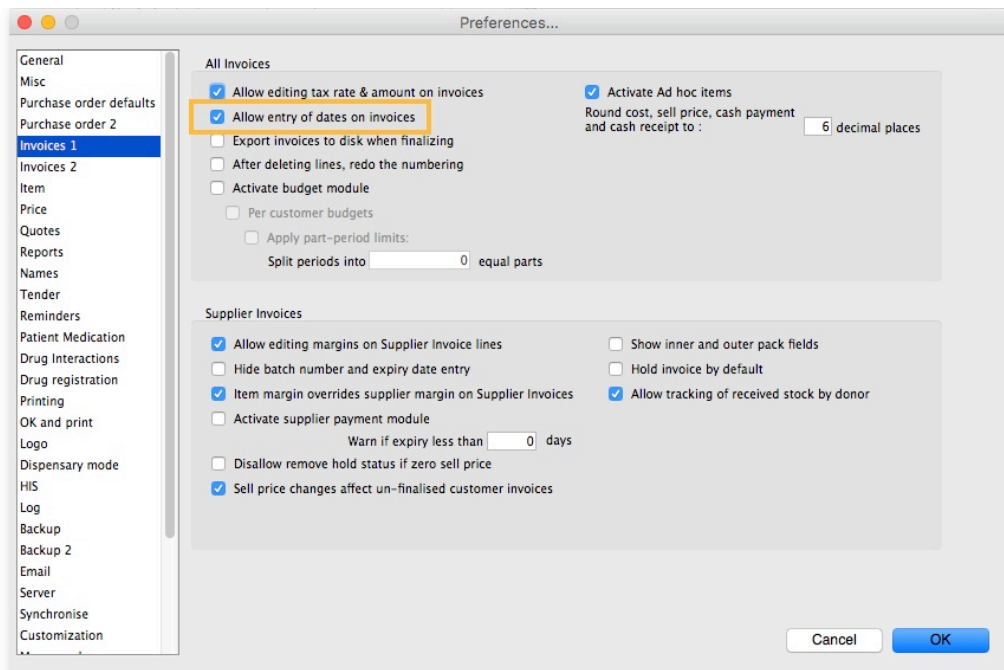 Preferences...
General
Misc
Purchase order defaults
Purchase order 2
Invoices 1
Invoices 2
Item
Price
Quotes
Reports
Names
Tender
Reminders
Patient Medication
Drug Interactions
Drug registration
Printing
OK and print
Logo
Dispensary mode
HIS
Log
Backup
Backup 2
Email
Server
Synchronise
Customization
All Invoices
Allow editing tax rate & amount on invoices
Allow entry of dates on invoices
Export invoices to disk when finalizing
After deleting lines, redo the numbering
Activate budget module
Per customer budgets
Apply part-period limits:
Split periods into 0 equal parts
Activate Ad hoc items
Round cost, sell price, cash payment
and cash receipt to : 6 decimal places
Supplier Invoices
Allow editing margins on Supplier Invoice lines
Hide batch number and expiry date entry
Item margin overrides supplier margin on Supplier Invoices
Activate supplier payment module
Warn if expiry less than 0 days
Disallow remove hold status if zero sell price
Sell price changes affect un-finalised customer invoices
Show inner and outer pack fields
Hold invoice by default
Allow tracking of received stock by donor
Cancel
OK